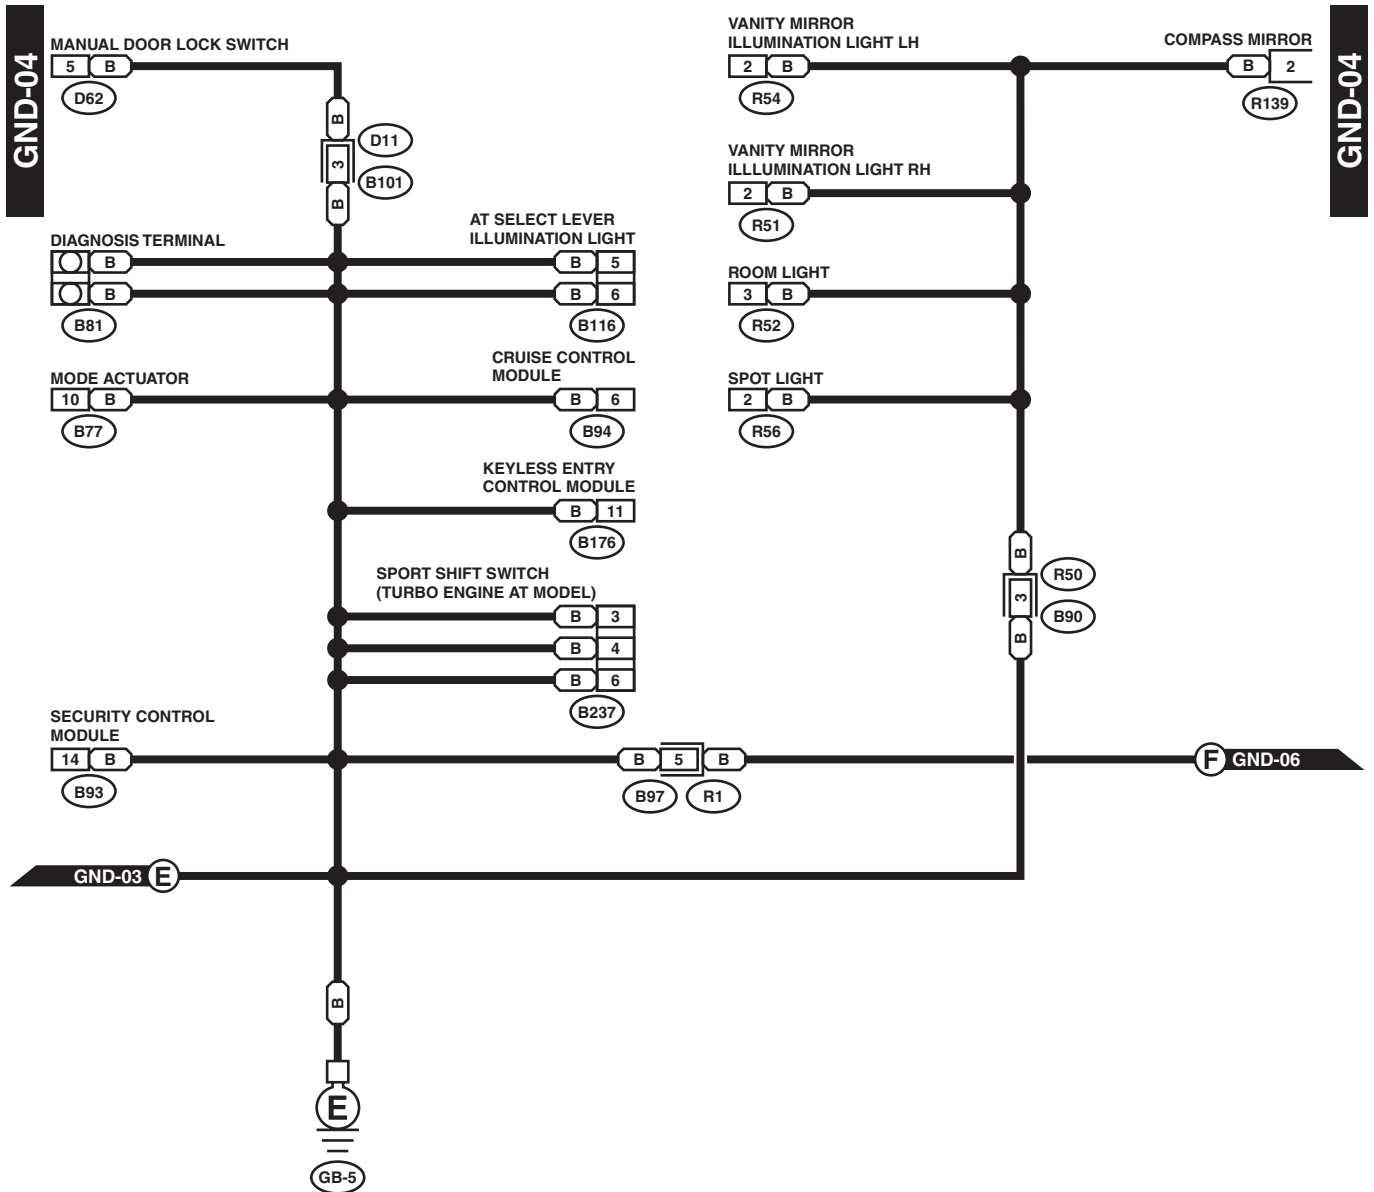 GND-04
GND-04
MANUAL DOOR LOCK SWITCH
5 B
D62
B
D11
3
B101
B
DIAGNOSIS TERMINAL
B
B
B81
AT SELECT LEVER
ILLUMINATION LIGHT
B 5
B 6
B116
MODE ACTUATOR
10 B
B77
CRUISE CONTROL
MODULE
B 6
B94
KEYLESS ENTRY
CONTROL MODULE
B 11
B176
SPORT SHIFT SWITCH
(TURBO ENGINE AT MODEL)
B 3
B 4
B 6
B237
SECURITY CONTROL
MODULE
14 B
B93
B 5 B
B97 R1
F GND-06
GND-03 E
B
E
GB-5
VANITY MIRROR
ILLUMINATION LIGHT LH
2 B
R54
COMPASS MIRROR
B 2
R139
VANITY MIRROR
ILLLUMINATION LIGHT RH
2 B
R51
ROOM LIGHT
3 B
R52
SPOT LIGHT
2 B
R56
B
R50
3
B90
B